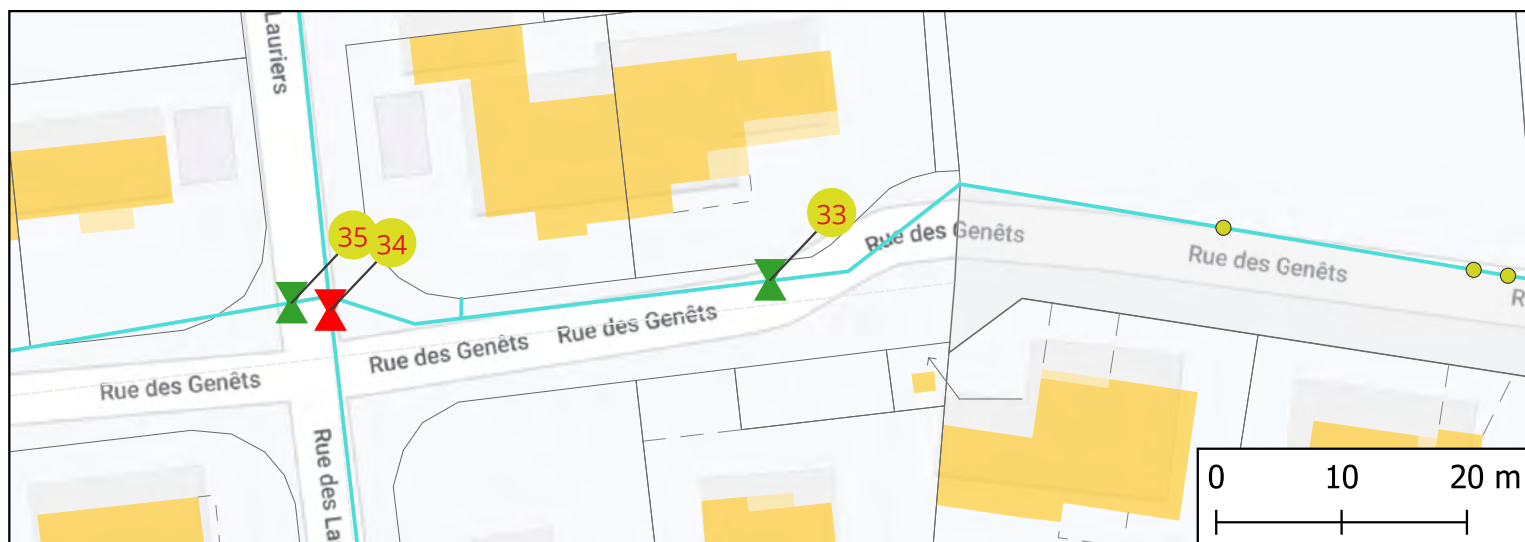 Lauriers
35
34
33
Rue des Genêts
Rue des Genêts
R
Rue des Genêts
Rue des Genêts
Rue des Genêts
Rue des La
0 10 20 m